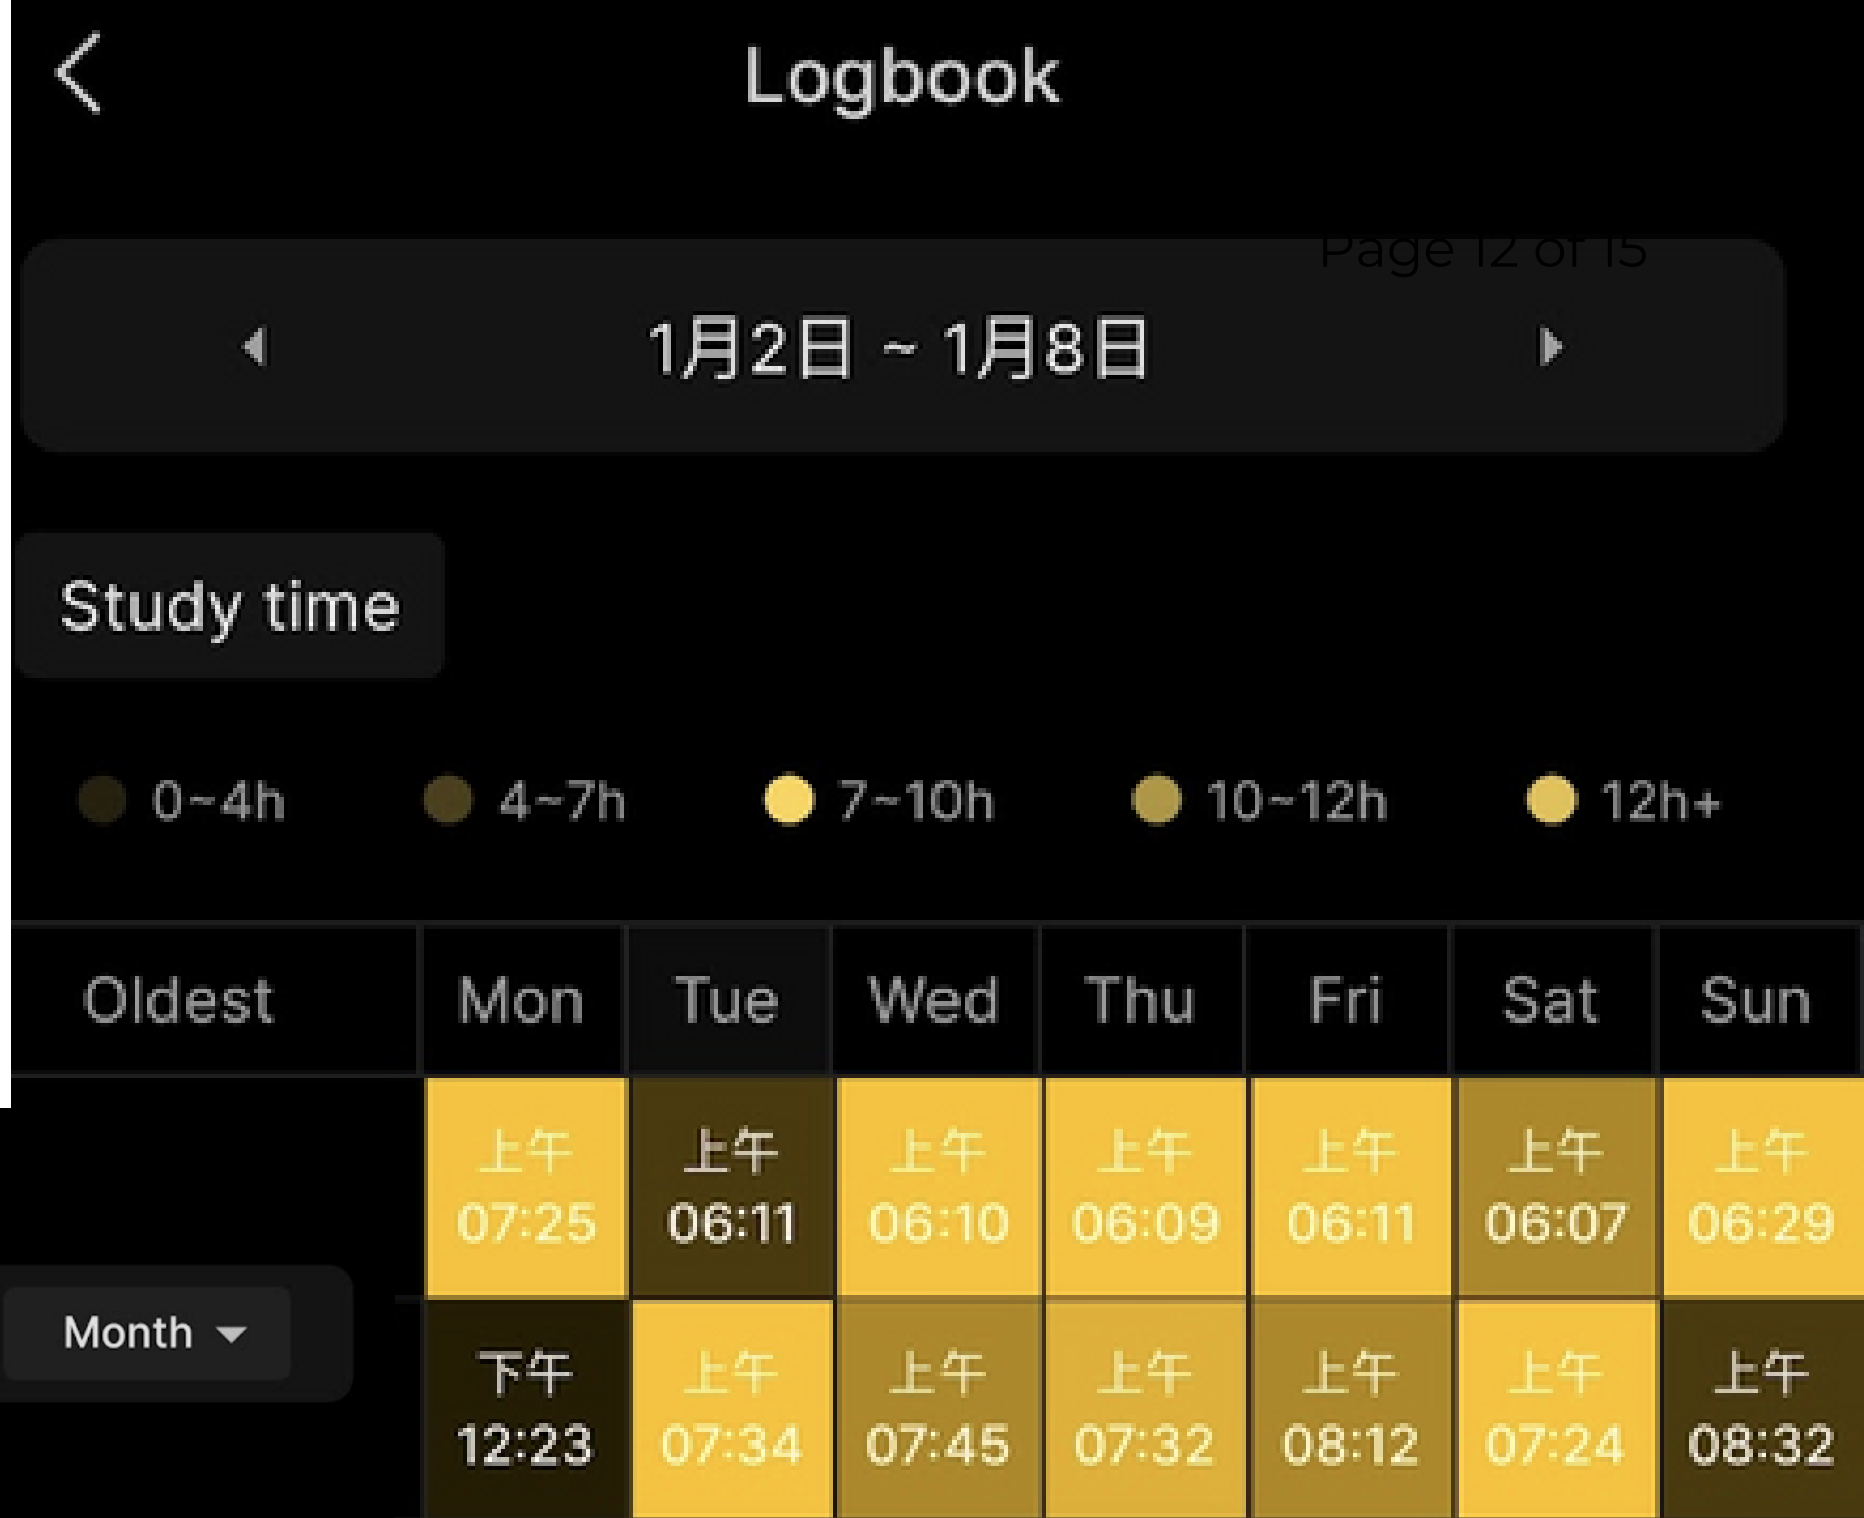 Logbook
Page 12 of 15
1月2日 ~ 1月8日
Study time
0~4h 4~7h 7~10h 10~12h 12h+
Oldest Mon Tue Wed Thu Fri Sat Sun
上午 上午 上午 上午 上午 上午 上午
07:25 06:11 06:10 06:09 06:11 06:07 06:29
Month
下午 上午 上午 上午 上午 上午 上午
12:23 07:34 07:45 07:32 08:12 07:24 08:32